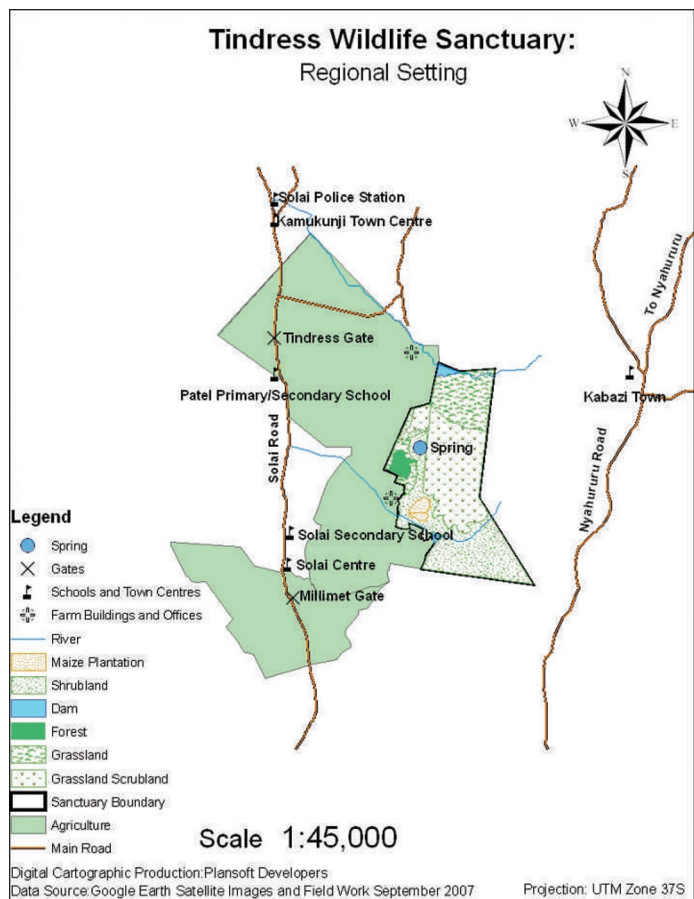 Tindress Wildlife Sanctuary:
Regional Setting
N
W
E
S
Solai Police Station
Kamukunji Town Centre
To Nyahururu
Tindress Gate
Patel Primary/Secondary School
Kabazi Town
Solai Road
Spring
Nyahururu Road
Solai Secondary School
Solai Centre
Millimet Gate
Legend
Spring
Gates
Schools and Town Centres
Farm Buildings and Offices
River
Maize Plantation
Shrubland
Dam
Forest
Grassland
Grassland Scrubland
Sanctuary Boundary
Agriculture
Main Road
Scale 1:45,000
Digital Cartographic Production:Plansoft Developers
Data Source:Google Earth Satellite Images and Field Work September 2007
Projection: UTM Zone 37S